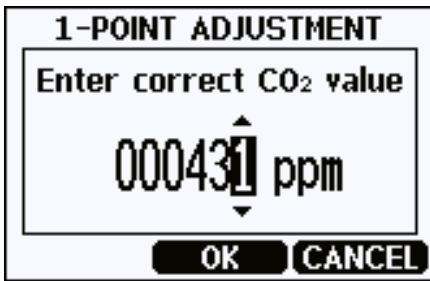 1-POINT ADJUSTMENT
Enter correct CO₂ value
000431 ppm
OK CANCEL